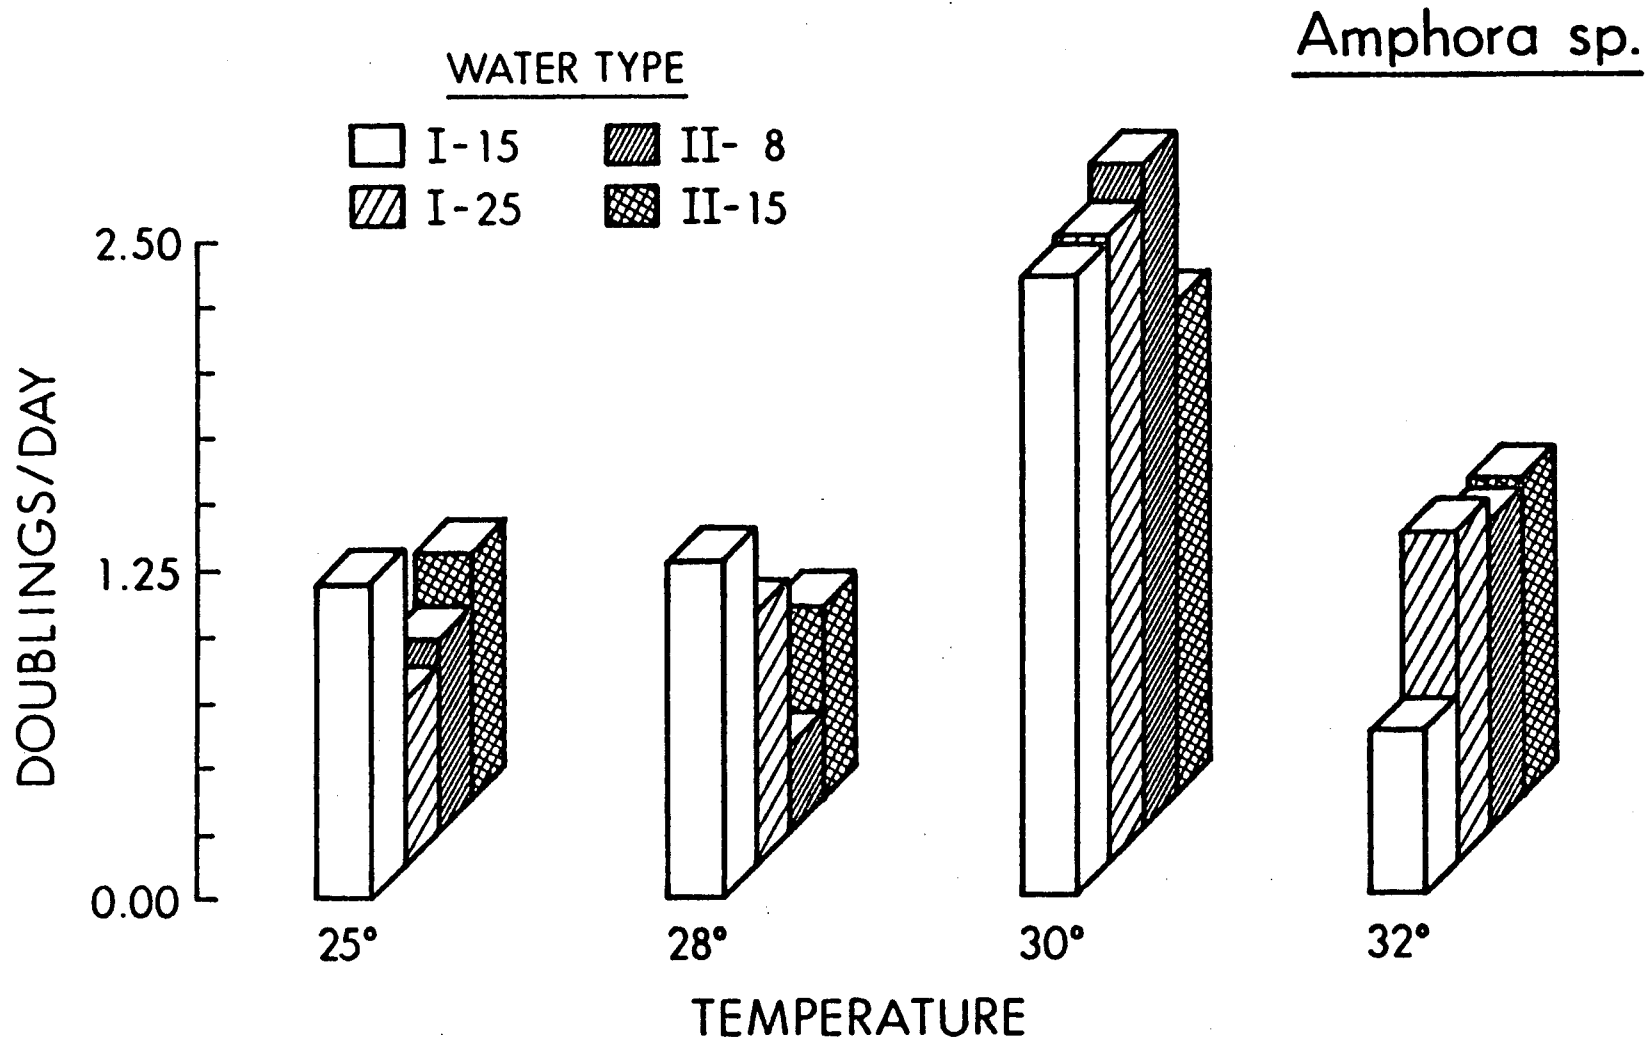 Amphora sp.
WATER TYPE
I-15
II- 8
I-25
II-15
2.50
1.25
0.00
DOUBLINGS/DAY
25°
28°
30°
32°
TEMPERATURE